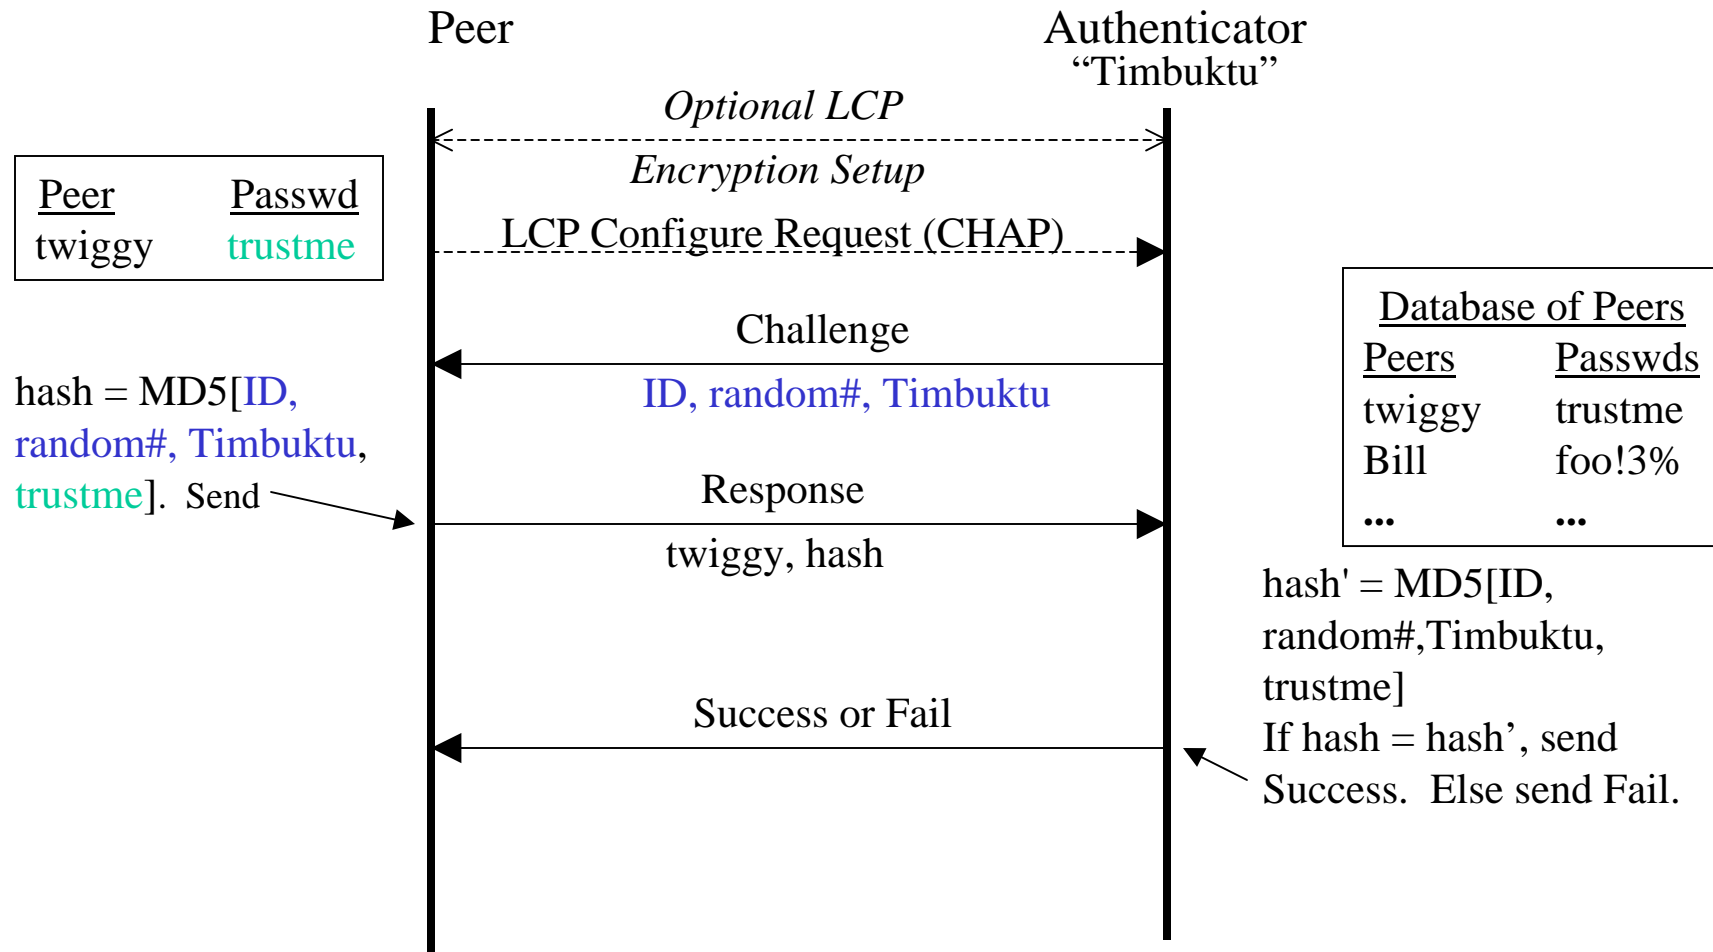 Peer
Authenticator
“Timbuktu”
Optional LCP
Encryption Setup
Peer Passwd
twiggy trustme
LCP Configure Request (CHAP)
Challenge
ID, random#, Timbuktu
Database of Peers
Peers Passwds
twiggy trustme
Bill foo!3%
... ...
hash = MD5[ID,
random#, Timbuktu,
trustme]. Send
Response
twiggy, hash
hash' = MD5[ID,
random#,Timbuktu,
trustme]
If hash = hash’, send
Success. Else send Fail.
Success or Fail